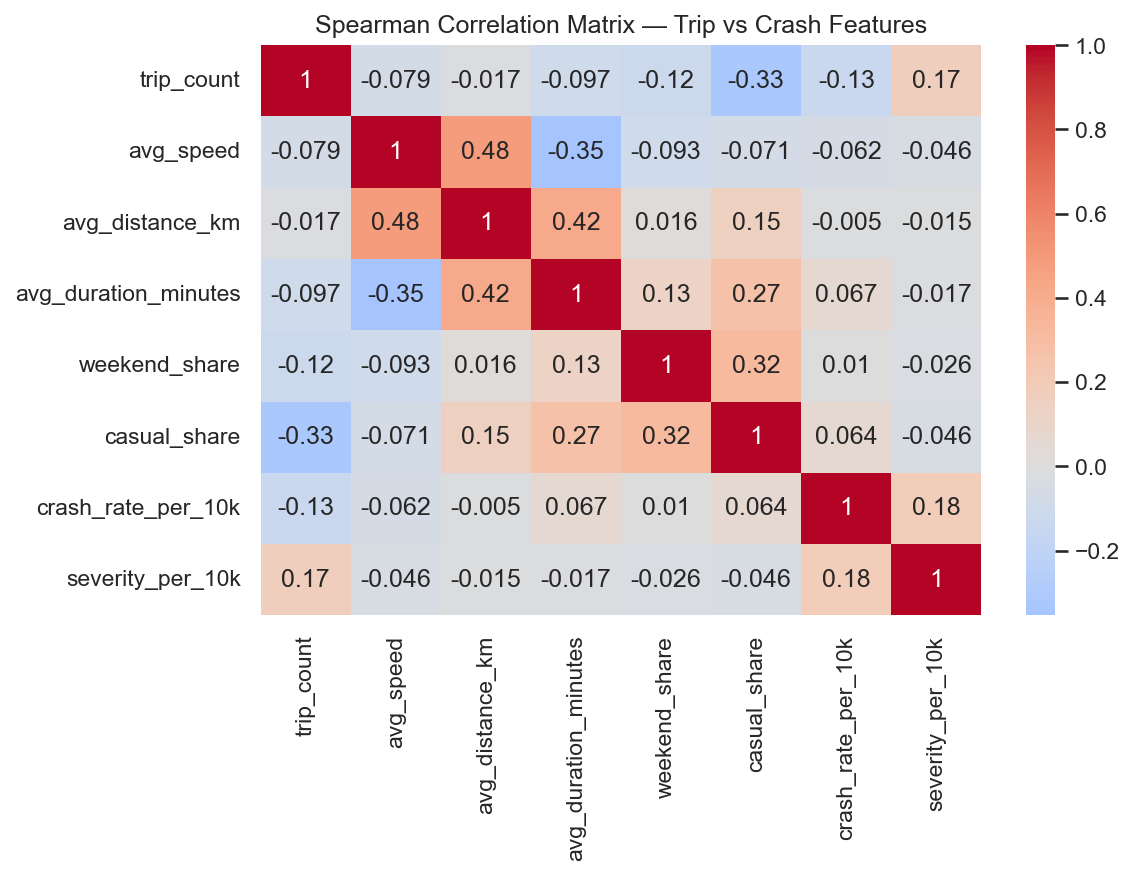 Spearman Correlation Matrix — Trip vs Crash Features
trip_count 1 -0.079 -0.017 -0.097 -0.12 -0.33 -0.13 0.17
avg_speed -0.079 1 0.48 -0.35 -0.093 -0.071 -0.062 -0.046
avg_distance_km -0.017 0.48 1 0.42 0.016 0.15 -0.005 -0.015
avg_duration_minutes -0.097 -0.35 0.42 1 0.13 0.27 0.067 -0.017
weekend_share -0.12 -0.093 0.016 0.13 1 0.32 0.01 -0.026
casual_share -0.33 -0.071 0.15 0.27 0.32 1 0.064 -0.046
crash_rate_per_10k -0.13 -0.062 -0.005 0.067 0.01 0.064 1 0.18
severity_per_10k 0.17 -0.046 -0.015 -0.017 -0.026 -0.046 0.18 1
trip_count
avg_speed
avg_distance_km
avg_duration_minutes
weekend_share
casual_share
crash_rate_per_10k
severity_per_10k
1.0
0.8
0.6
0.4
0.2
0.0
−0.2